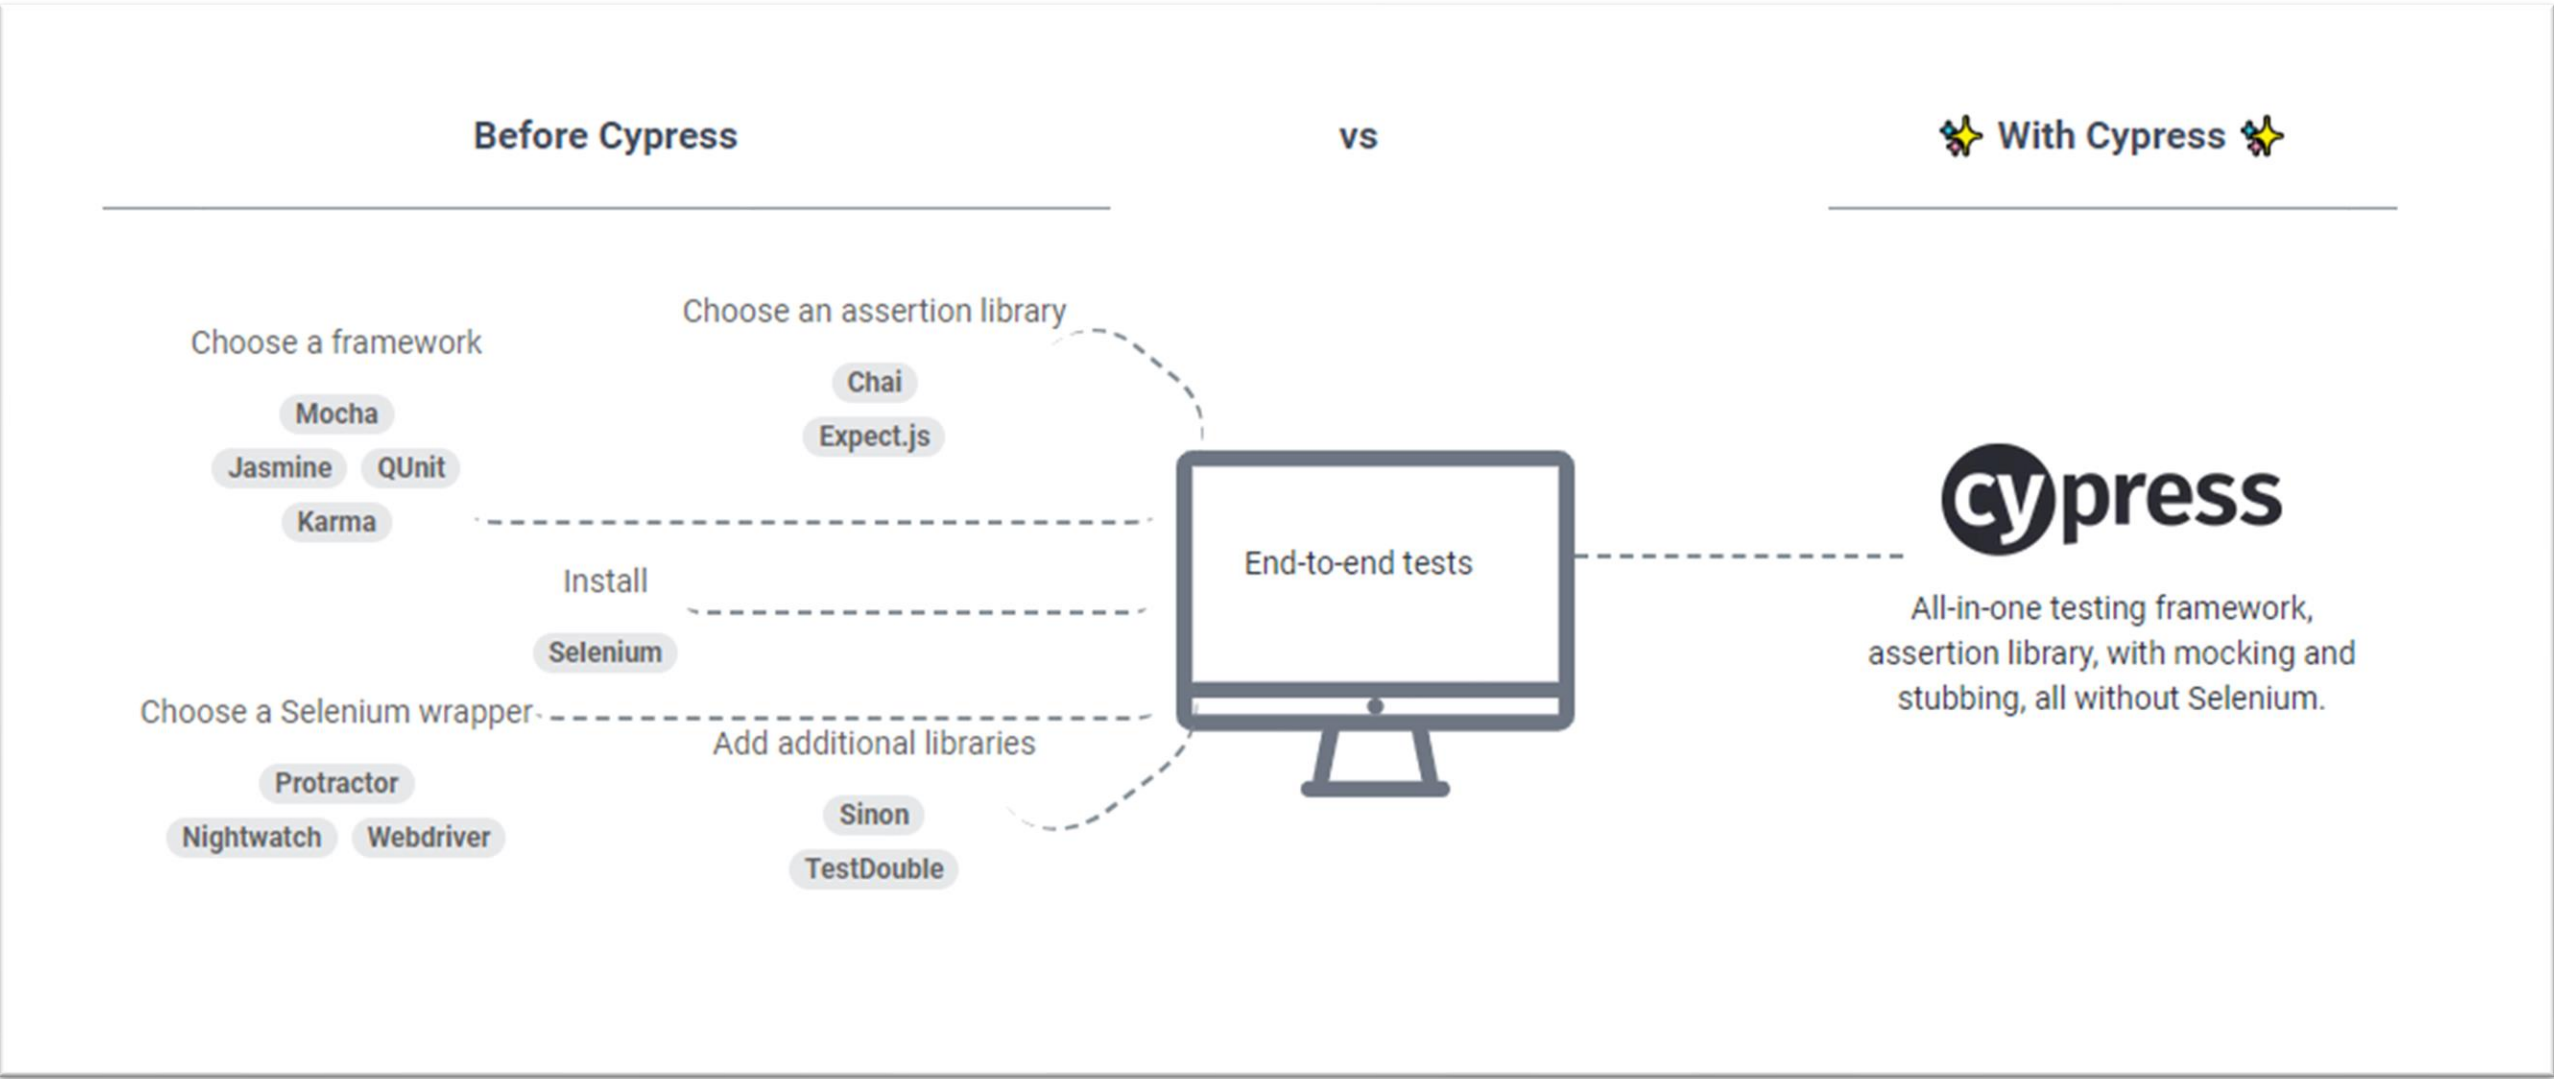 Before Cypress
vs
✨ With Cypress ✨
Choose a framework
Mocha
Jasmine QUnit
Karma
Choose an assertion library
Chai
Expect.js
Install
Selenium
Choose a Selenium wrapper
Protractor
Nightwatch Webdriver
Add additional libraries
Sinon
TestDouble
End-to-end tests
cypress
All-in-one testing framework,
assertion library, with mocking and
stubbing, all without Selenium.